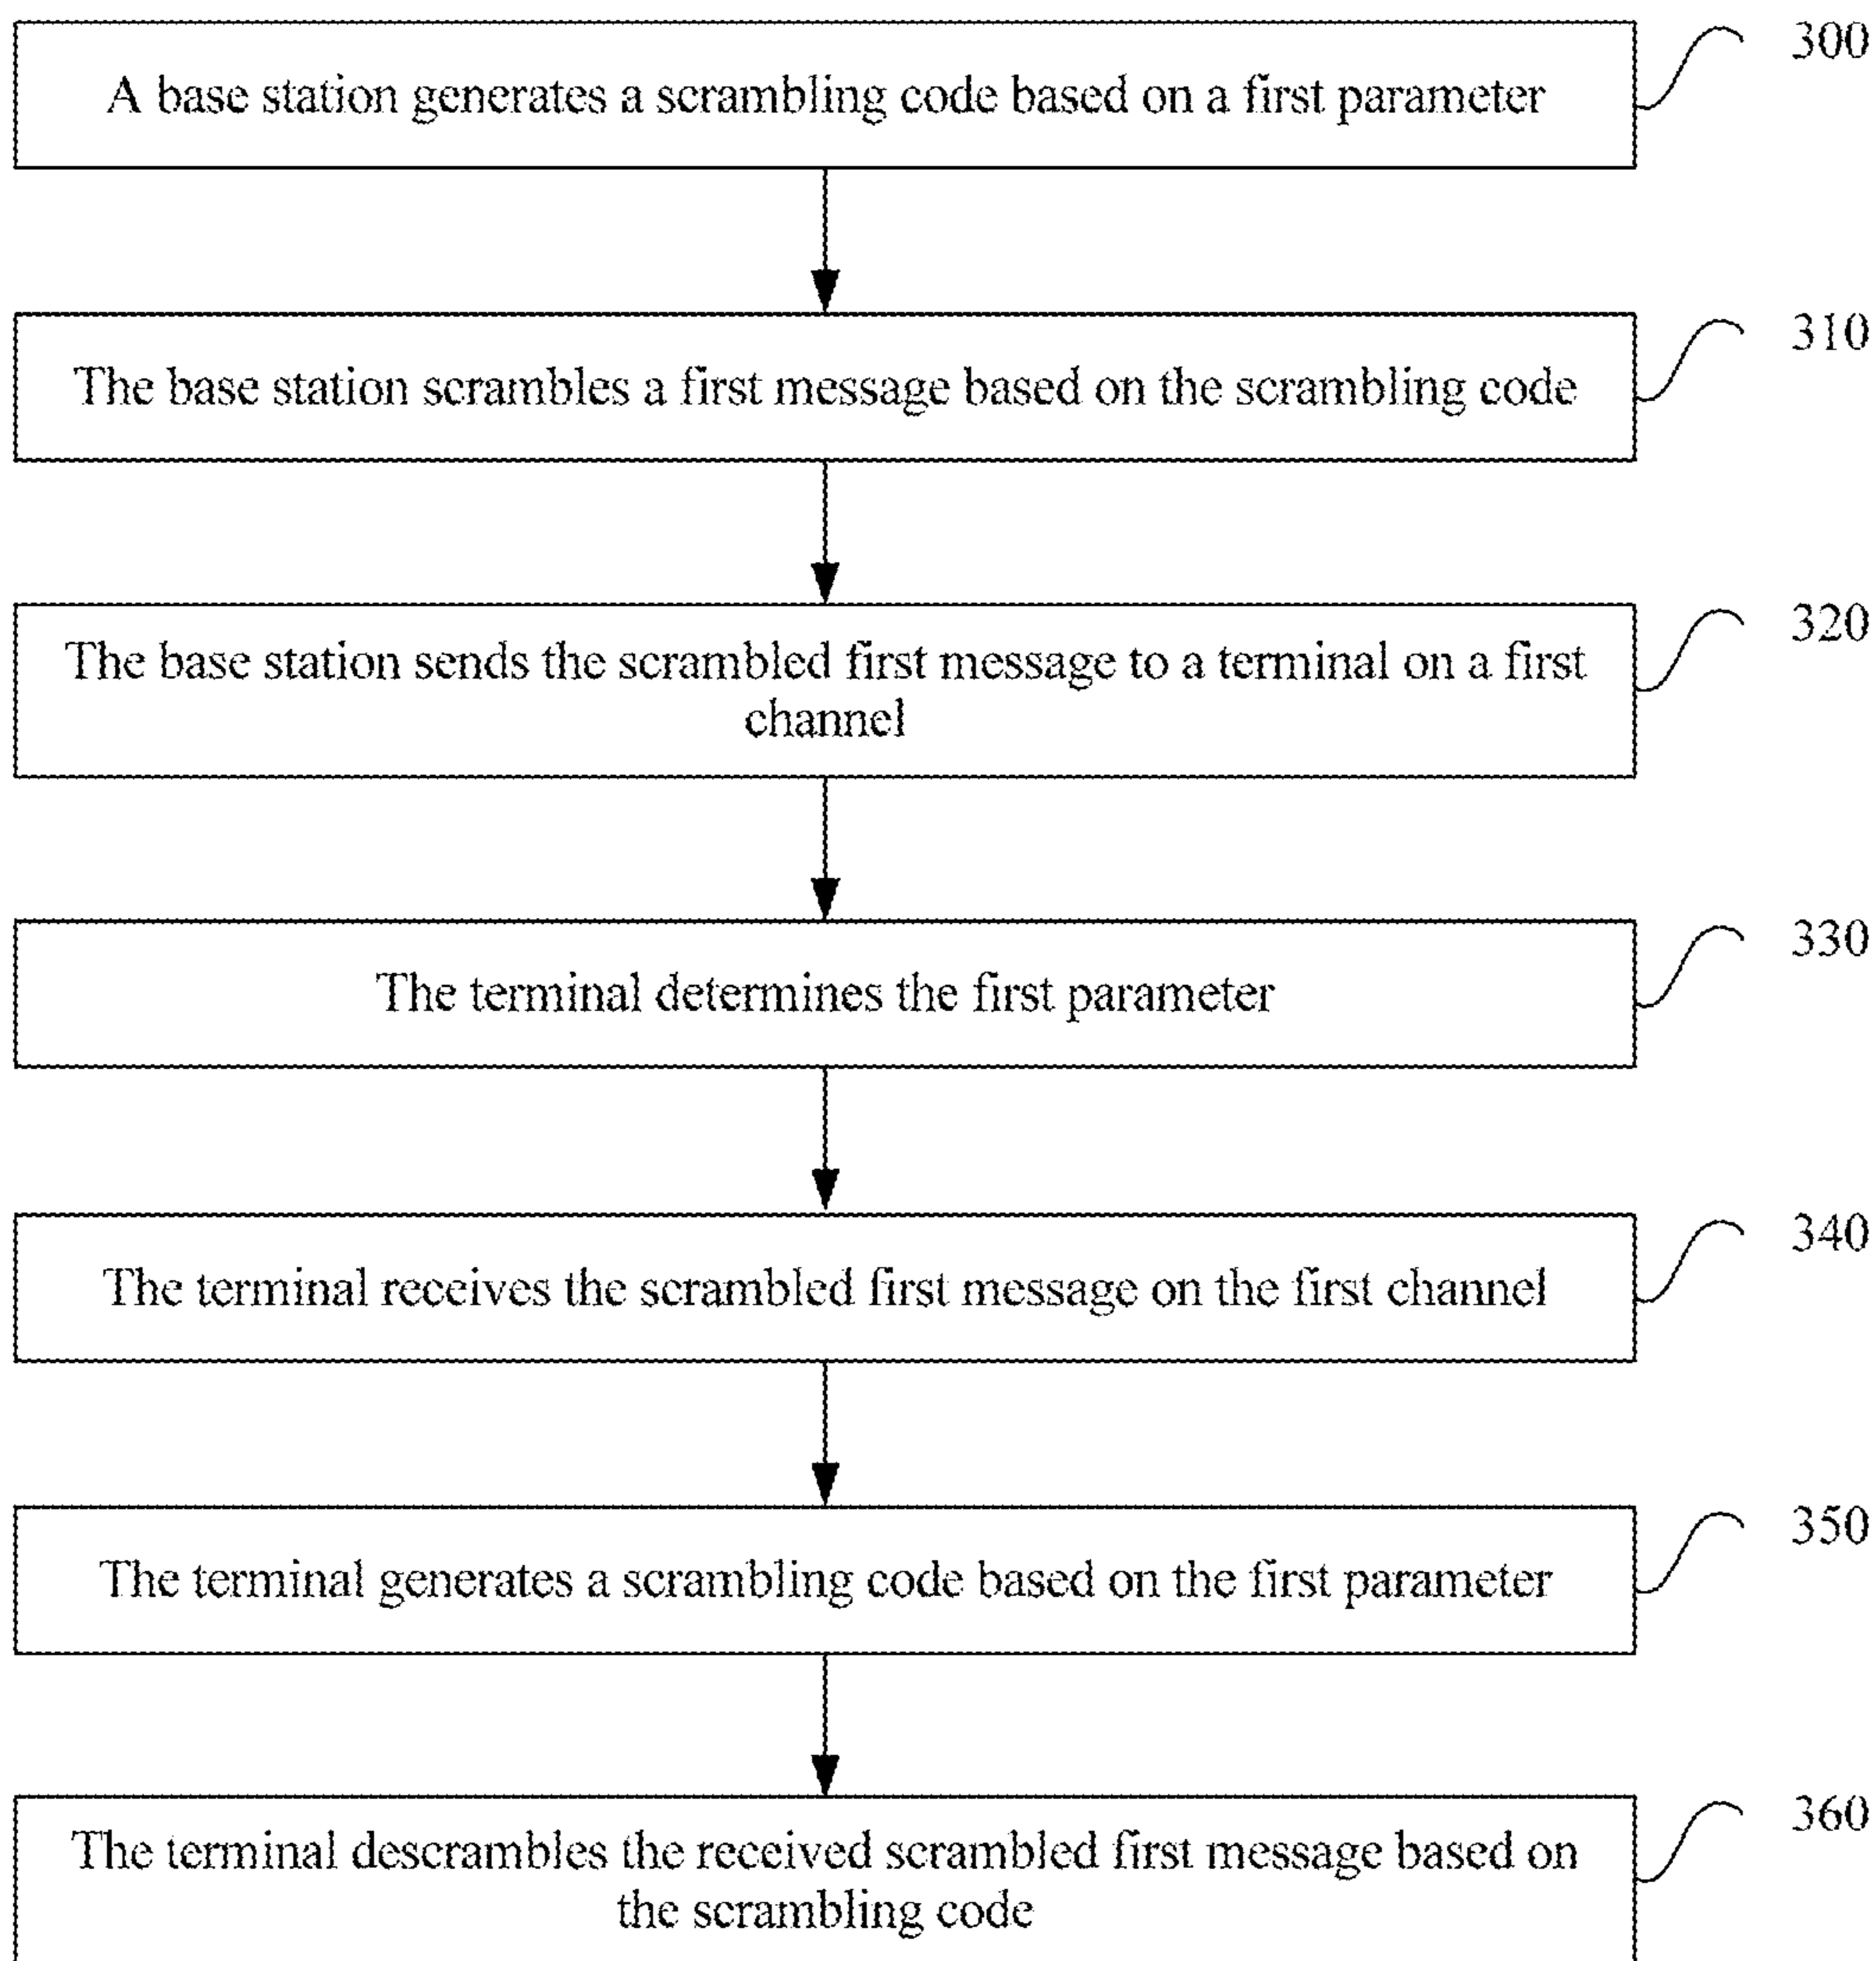 300
A base station generates a scrambling code based on a first parameter
310
The base station scrambles a first message based on the scrambling code
320
The base station sends the scrambled first message to a terminal on a first
channel
330
The terminal determines the first parameter
340
The terminal receives the scrambled first message on the first channel
350
The terminal generates a scrambling code based on the first parameter
360
The terminal descrambles the received scrambled first message based on
the scrambling code